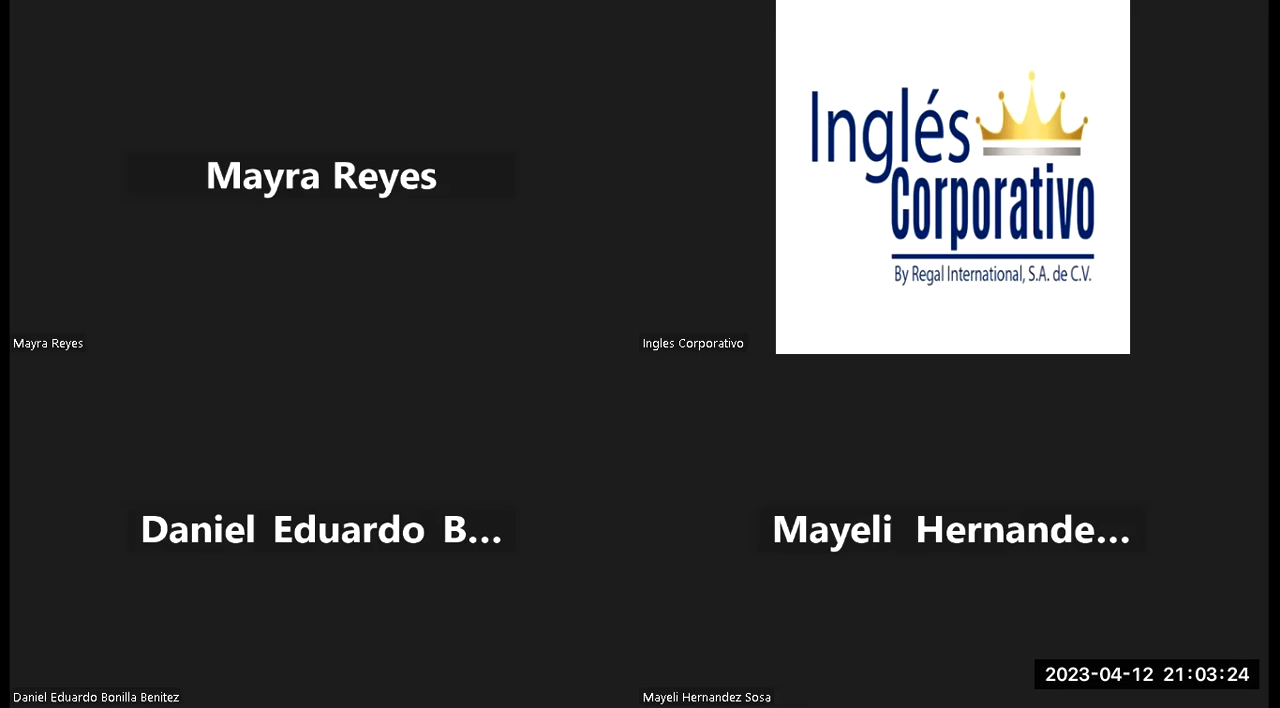 Mayra Reyes
Mayra Reyes
Inglés
Corporativo
By Regal International, S.A. de C.V.
Ingles Corporativo
Daniel Eduardo B...
Daniel Eduardo Bonilla Benitez
Mayeli Hernande...
Mayeli Hernandez Sosa
2023-04-12 21:03:24